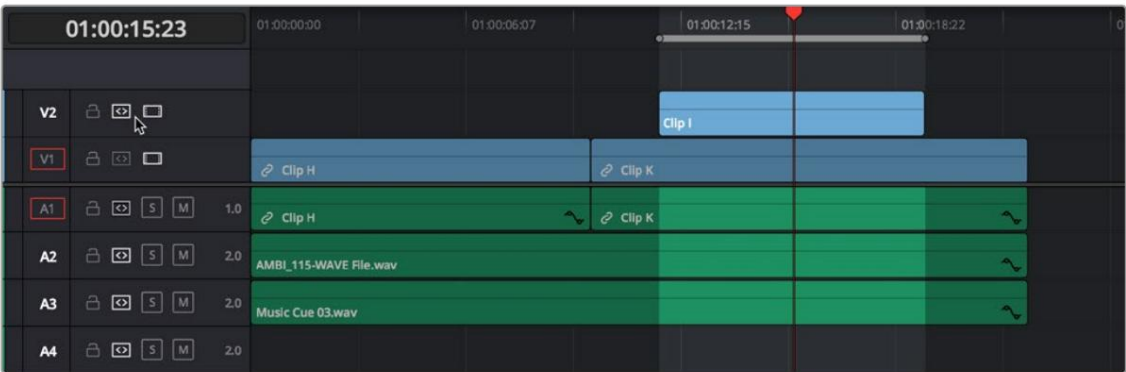 01:00:15:23 01:00:00:00 01:00:06:07 01:00:12:15 01:00:18:22
V2 Clip I
V1 Clip H Clip K
A1 S M 1.0 Clip H Clip K
A2 S M 2.0 AMBI_115-WAVE File.wav
A3 S M 2.0 Music Cue 03.wav
A4 S M 2.0